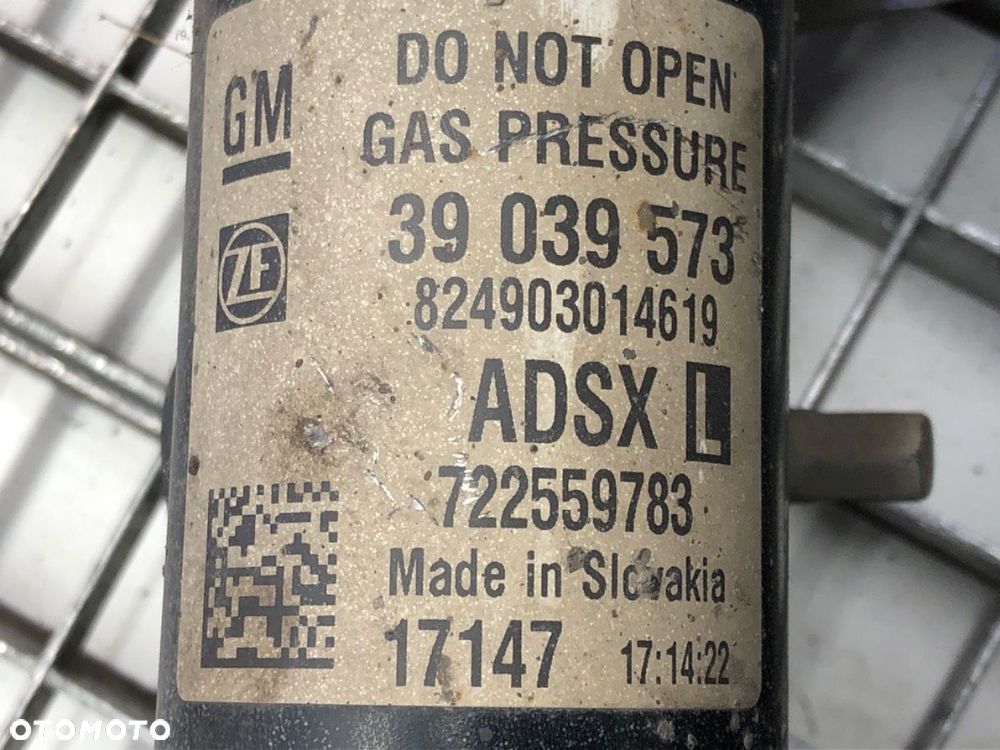 GM
DO NOT OPEN
GAS PRESSURE
ZF
39 039 573
824903014619
ADSX L
722559783
Made in Slovakia
17147 17:14:22
OTOMOTO